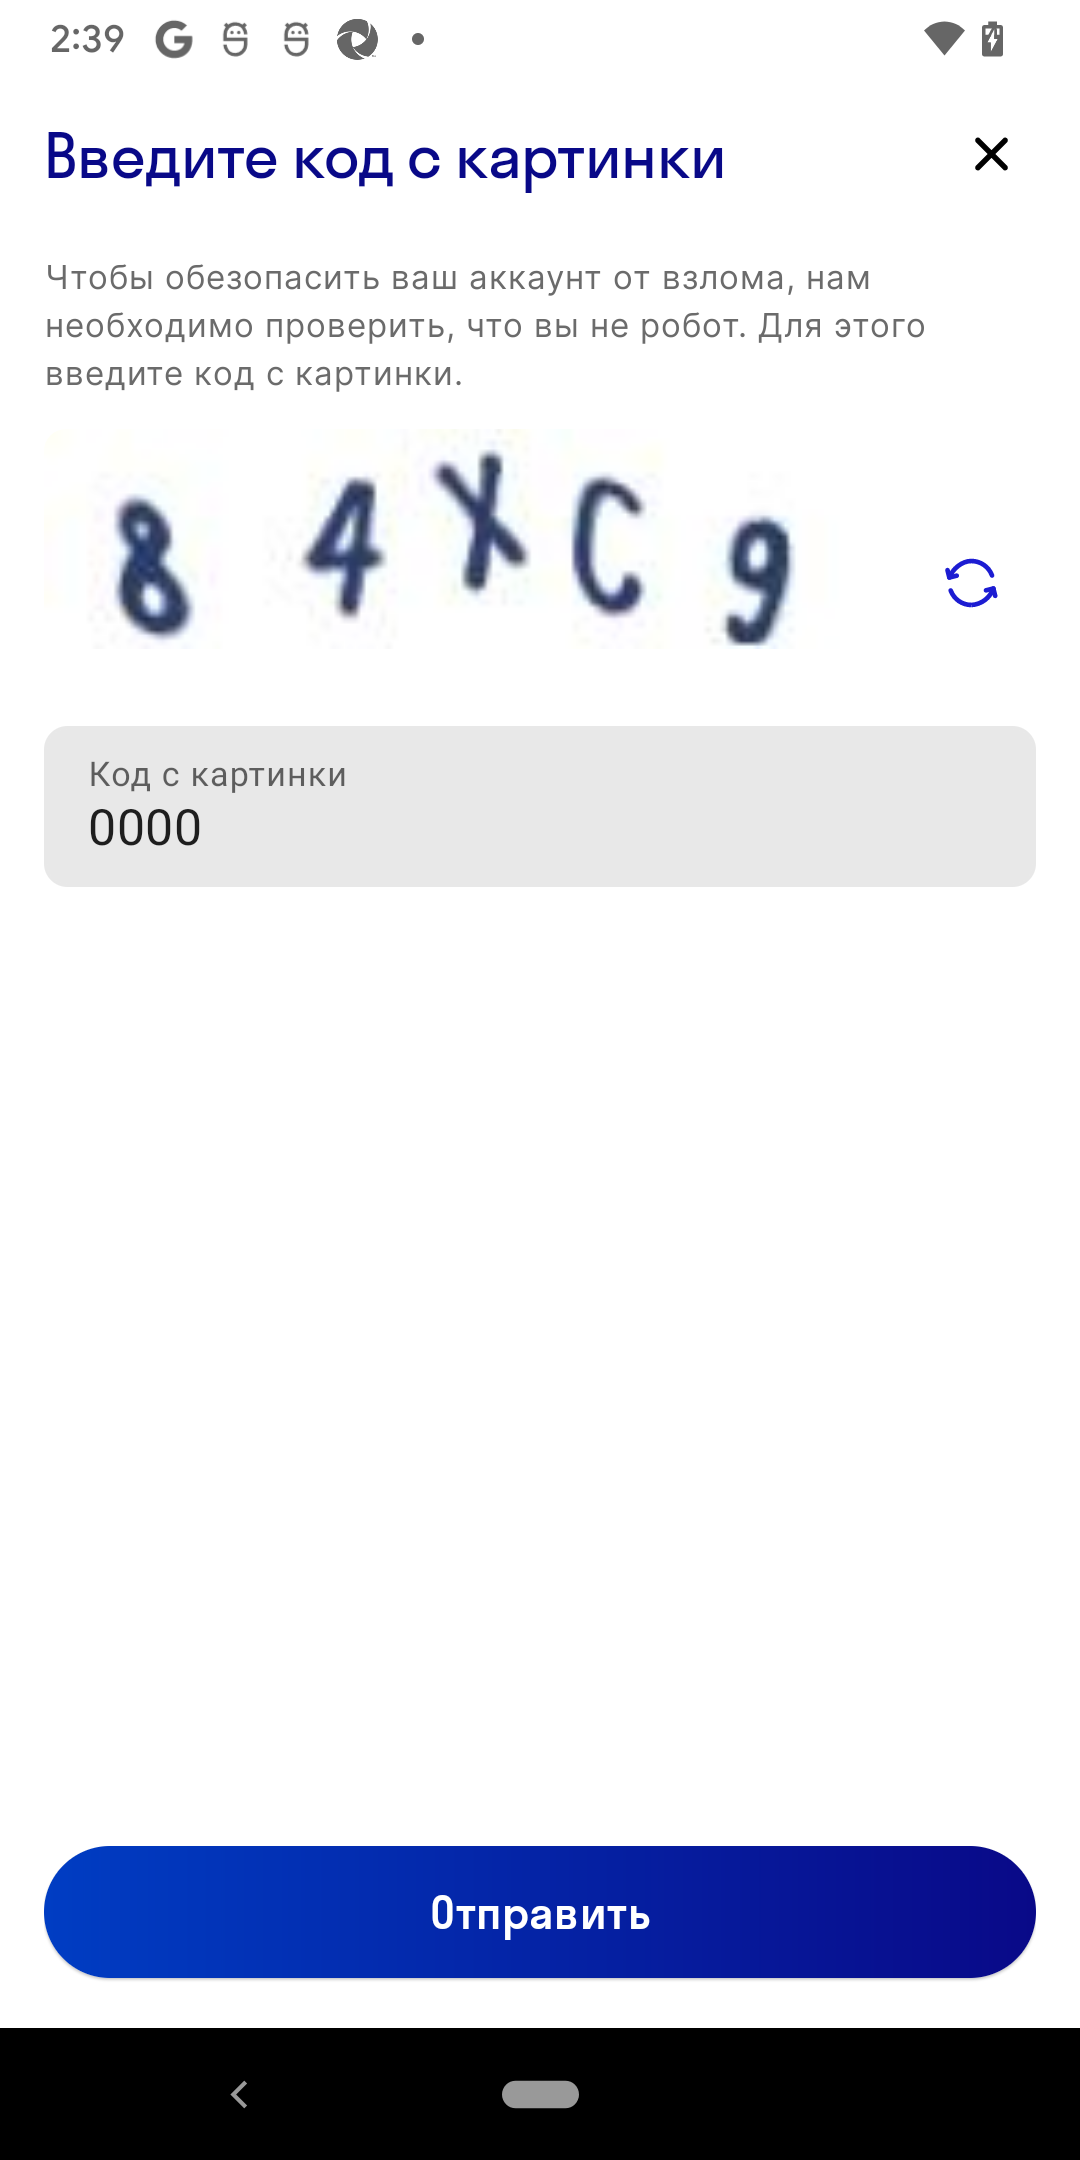 2:39
Введите код с картинки
Чтобы обезопасить ваш аккаунт от взлома, нам
необходимо проверить, что вы не робот. Для этого
введите код с картинки.
8 4 X C 9
Код с картинки
0000
Отправить